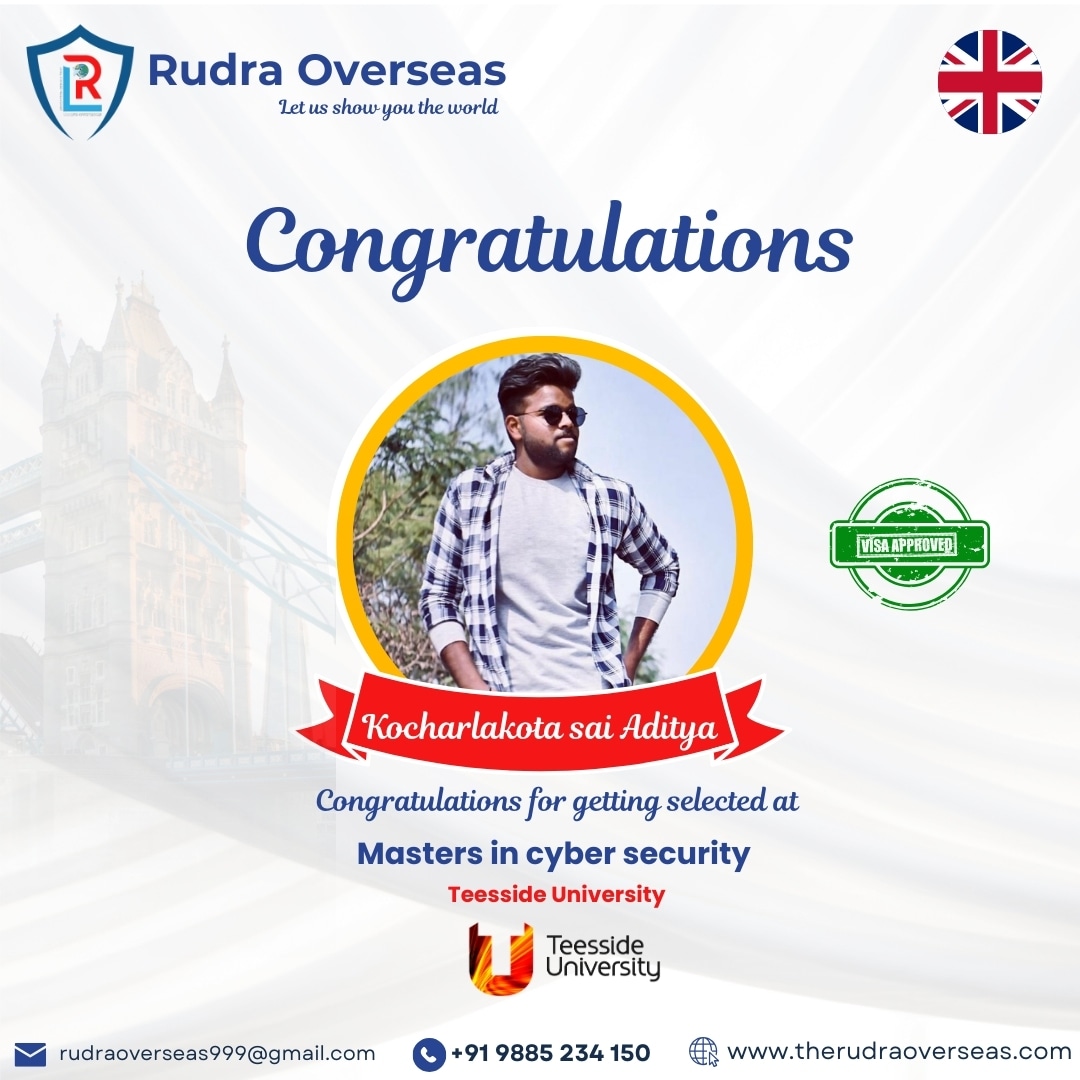 Rudra Overseas
Let us show you the world
Congratulations
VISA APPROVED
Kocharlakota sai Aditya
Congratulations for getting selected at
Masters in cyber security
Teesside University
Teesside
University
rudraoverseas999@gmail.com
+91 9885 234 150
www.therudraoverseas.com